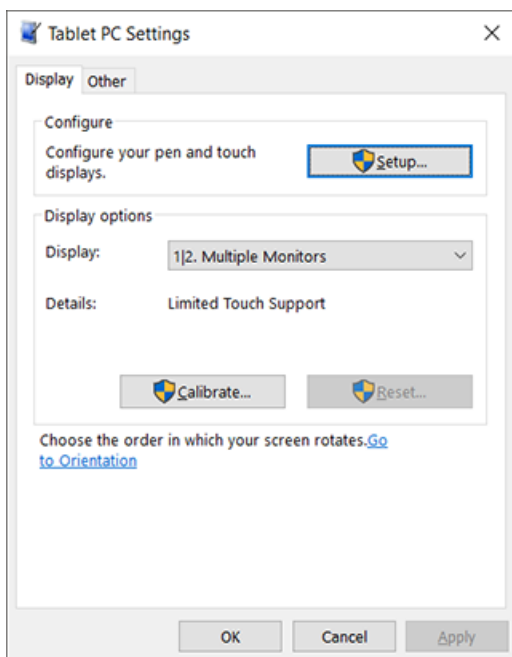 Tablet PC Settings
Display
Other
Configure
Configure your pen and touch
displays.
Setup...
Display options
Display:
1|2. Multiple Monitors
Details:
Limited Touch Support
Calibrate...
Reset...
Choose the order in which your screen rotates.Go
to Orientation
OK
Cancel
Apply